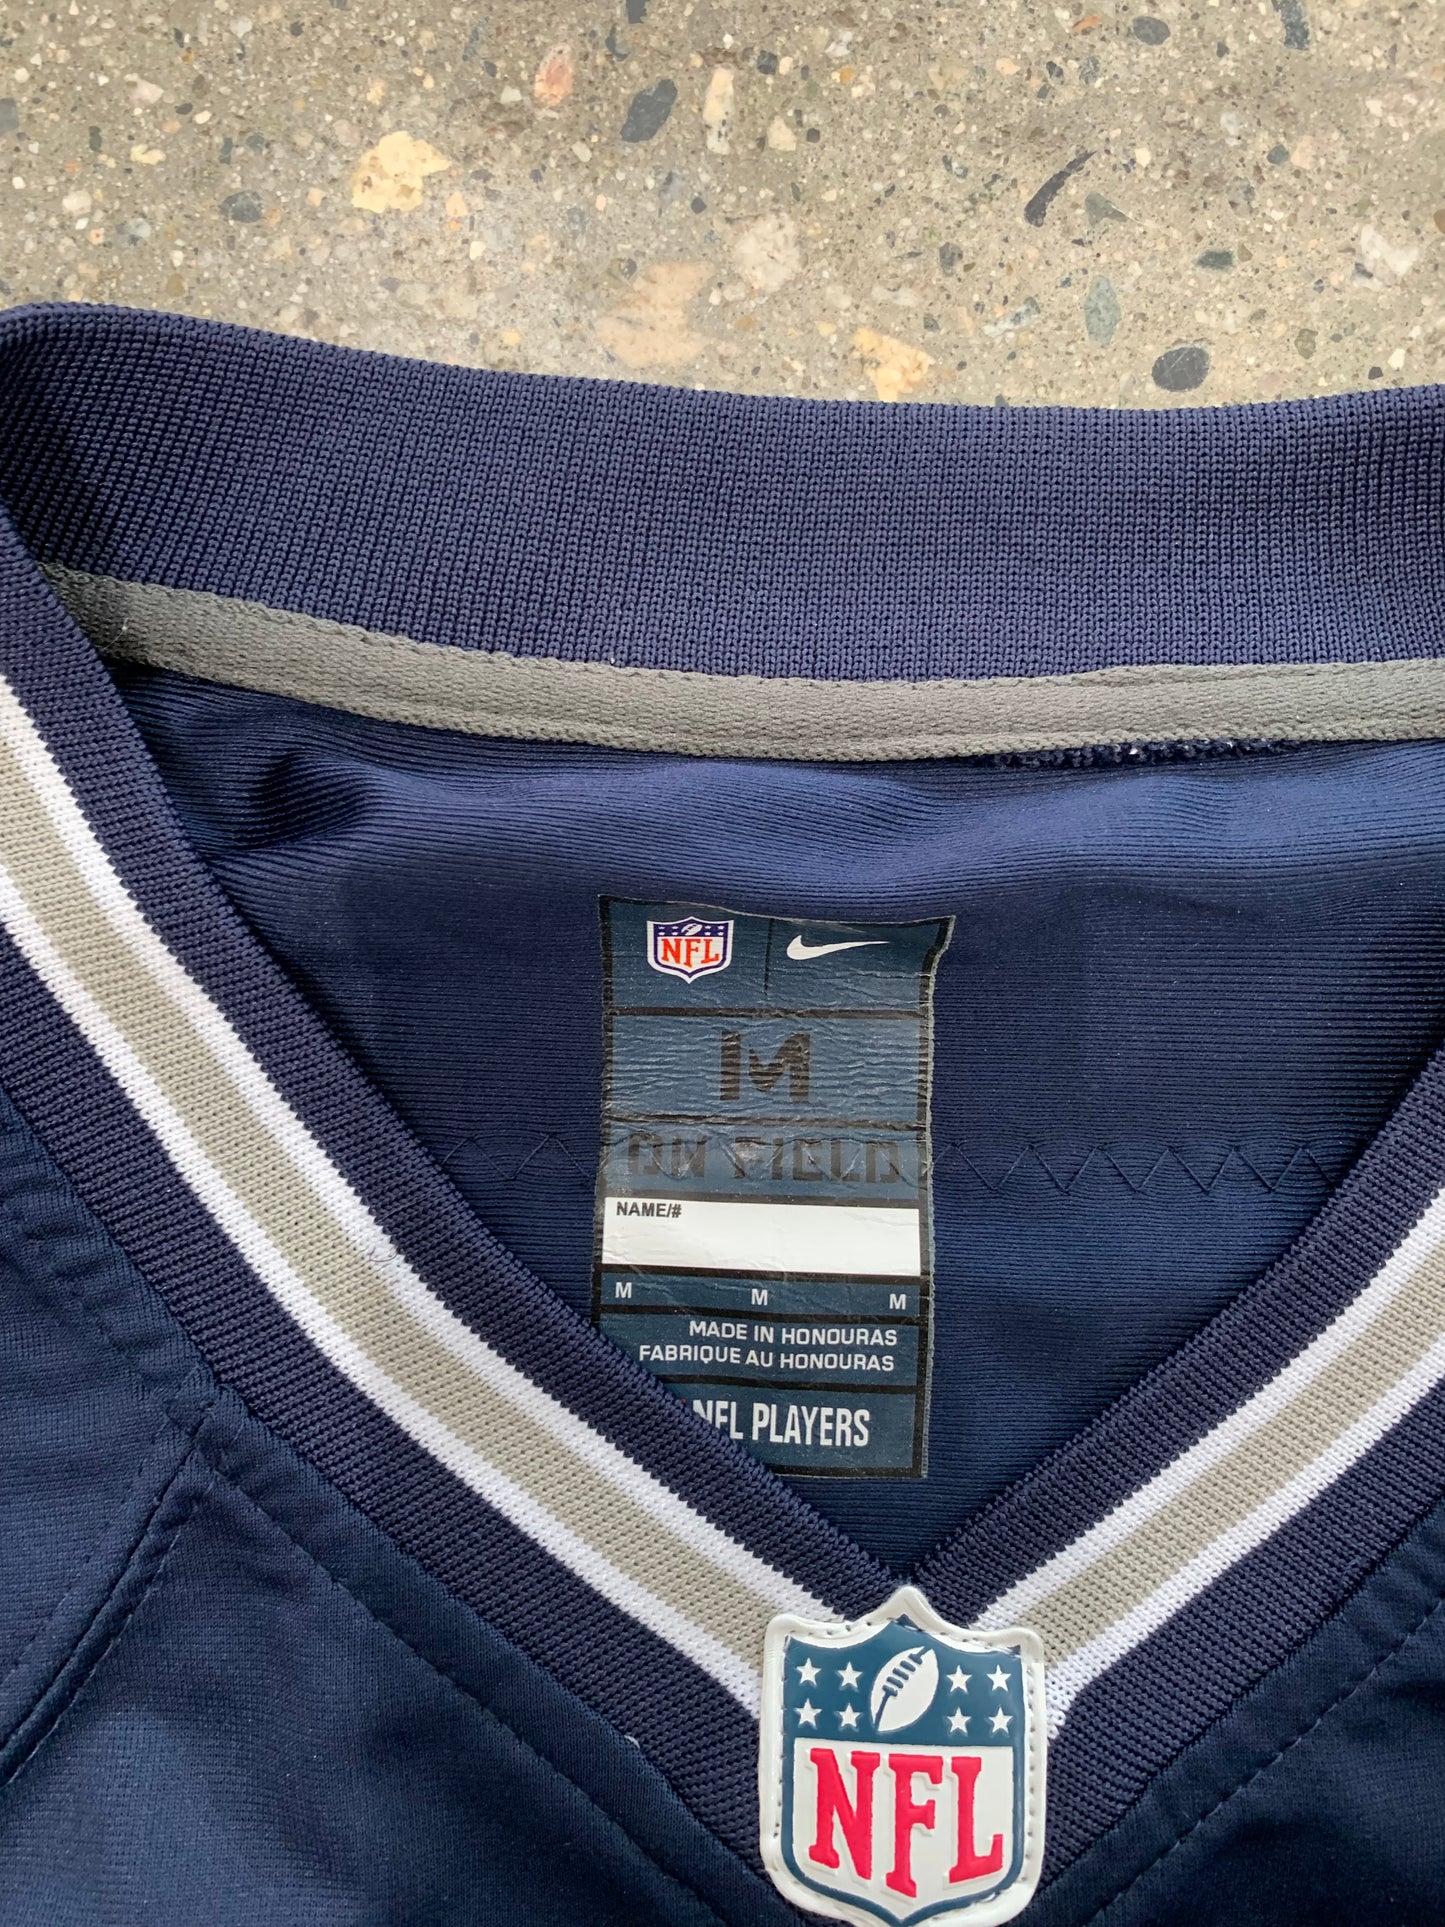 NFL
M
ON FIELD
NAME/#
M M M
MADE IN HONOURAS
FABRIQUE AU HONOURAS
NFL PLAYERS
NFL